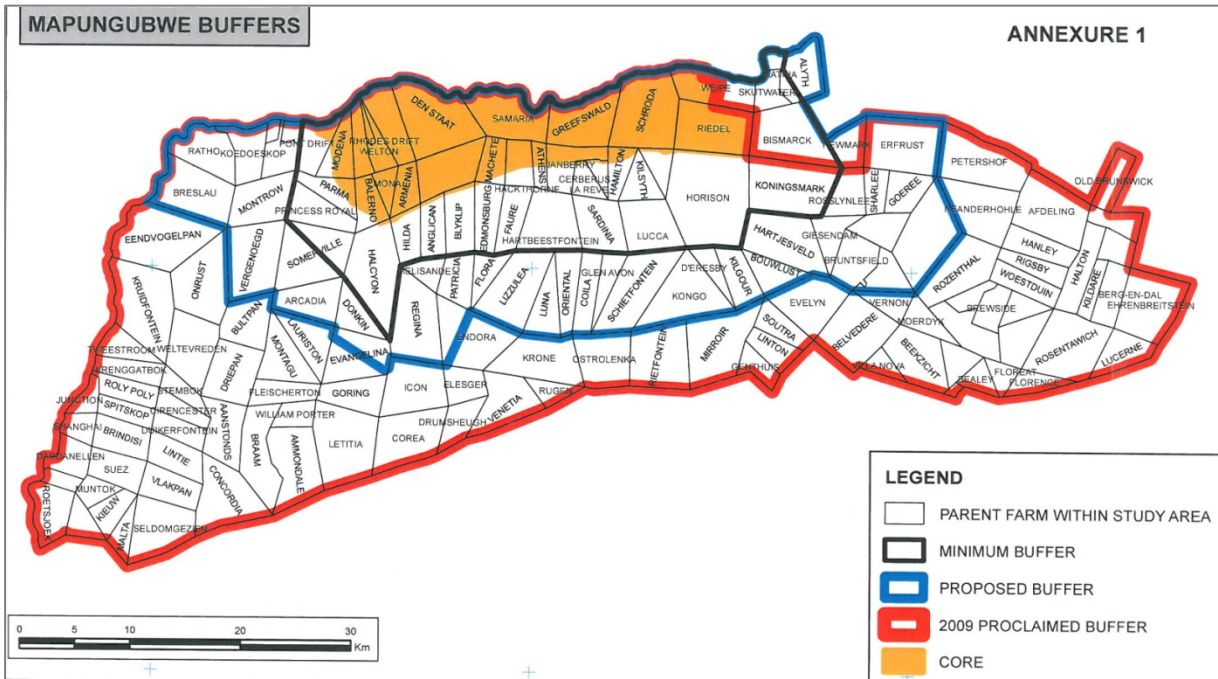 MAPUNGUBWE BUFFERS
ANNEXURE 1
ALYTH
SKUTWATER
WEIPE
DEN STAAT
SAMARIA
GREEFSWALD
SCHRODA
RIEDEL
BISMARCK
NEWMARK
ERFRUST
PETERSHOF
OLD BRUNSWICK
RATHO
KOEDOESKOP
PONT DRIFT
MODENA
RHODES DRIFT
WELTON
MONA
ARMENIA
BALERNO
PARMA
MACHETE
ATHENS
JANBERRY
CERBERUS
LA REVE
HAMILTON
KILSYTH
HACKTHORNE
BRESLAU
MONTROW
PRINCESS ROYAL
HORISON
KONINGSMARK
ROSSLYNLEE
SHARLEE
GOEREE
AFDELING
EENDVOGELPAN
VERGENOEGD
SOMERVILLE
HALCYON
HILDA
ANGLICAN
BLYKLIP
EDMONSBURG
FAURE
HARTBEESTFONTEIN
SARDINIA
LUCCA
HARTJESVELD
GIESENDAM
BRUNTSFIELD
HANLEY
RIGSBY
WOESTDUIN
HALTON
KILDARE
BERG-EN-DAL
EHRENBREITSTEIN
KRUIDFONTEIN
ONRUST
ARCADIA
DONKIN
ELISANDE
REGINA
PATRICIA
FLORA
LIZZULEA
LUNA
ORIENTAL
COILA
GLEN AVON
SCHIETFONTEIN
D'ERESBY
KONGO
KILGOUR
BOUWLUST
EVELYN
VERNON
ROZENTHAL
BREWSIDE
MOERDYK
BULTPAN
LAURISTON
MONTAGU
EVANGELINA
ENDORA
KRONE
OSTROLENKA
RIETFONTEIN
MIRROIR
SOUTRA
LINTON
GENTHUIS
BELVEDERE
VILLA NOVA
BEEKZICHT
BEALEY
FLOREAT
FLORENCE
ROSENTAWICH
LUCERNE
TWEESTROOM
WELTEVREDEN
DRIEPAN
KRENGGATBOK
ROLY POLY
STEMBOK
FLEISCHERTON
GORING
ICON
ELESGER
RUGEN
VENETIA
JUNCTION
SPITSKOP
CIRENCESTER
AANSTONDS
WILLIAM PORTER
DRUMSHEUGH
SHANGHAI
BRINDISI
DUIKERFONTEIN
BRAAM
AMMONDALE
LETITIA
COREA
DARDANELLEN
SUEZ
LINTIE
CONCORDIA
MUNTOK
KIEUW
VLAKPAN
MALTA
SELDOMGEZIEN
LEGEND
PARENT FARM WITHIN STUDY AREA
MINIMUM BUFFER
PROPOSED BUFFER
2009 PROCLAIMED BUFFER
CORE
0 5 10 20 30
Km